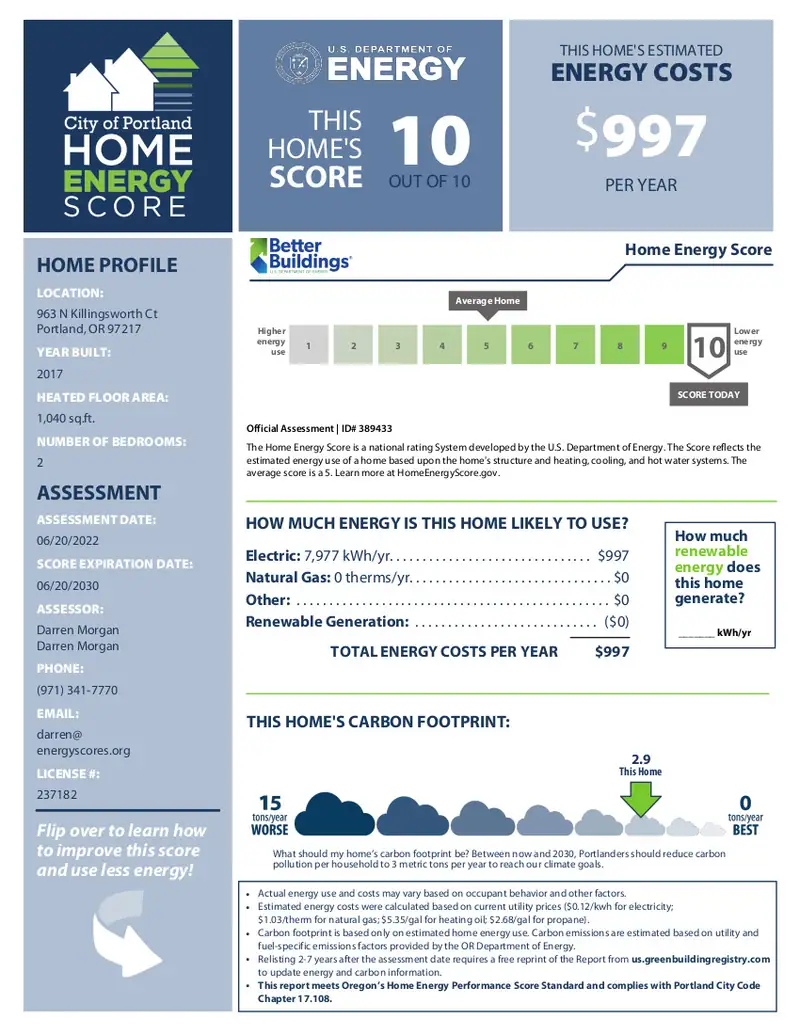 City of Portland
HOME
ENERGY
SCORE
U.S. DEPARTMENT OF
ENERGY
THIS
HOME'S
SCORE
10
OUT OF 10
THIS HOME'S ESTIMATED
ENERGY COSTS
$997
PER YEAR
HOME PROFILE
LOCATION:
963 N Killingsworth Ct
Portland, OR 97217
YEAR BUILT:
2017
HEATED FLOOR AREA:
1,040 sq.ft.
NUMBER OF BEDROOMS:
2
ASSESSMENT
ASSESSMENT DATE:
06/20/2022
SCORE EXPIRATION DATE:
06/20/2030
ASSESSOR:
Darren Morgan
Darren Morgan
PHONE:
(971) 341-7770
EMAIL:
darren@
energyscores.org
LICENSE #:
237182
Flip over to learn how
to improve this score
and use less energy!
Better
Buildings®
U.S. DEPARTMENT OF ENERGY
Home Energy Score
Average Home
Higher
energy
use
1 2 3 4 5 6 7 8 9 10
Lower
energy
use
SCORE TODAY
Official Assessment | ID# 389433
The Home Energy Score is a national rating System developed by the U.S. Department of Energy. The Score reflects the
estimated energy use of a home based upon the home's structure and heating, cooling, and hot water systems. The
average score is a 5. Learn more at HomeEnergyScore.gov.
HOW MUCH ENERGY IS THIS HOME LIKELY TO USE?
Electric: 7,977 kWh/yr. . . . . . . . . . . . . . . . . . . . . . . . . . . . . . $997
Natural Gas: 0 therms/yr. . . . . . . . . . . . . . . . . . . . . . . . . . . . . . $0
Other: . . . . . . . . . . . . . . . . . . . . . . . . . . . . . . . . . . . . . . . . . . . . . . . $0
Renewable Generation: . . . . . . . . . . . . . . . . . . . . . . . . . . . ($0)
TOTAL ENERGY COSTS PER YEAR $997
How much
renewable
energy does
this home
generate?
_______ kWh/yr
THIS HOME'S CARBON FOOTPRINT:
2.9
This Home
15
tons/year
WORSE
0
tons/year
BEST
What should my home's carbon footprint be? Between now and 2030, Portlanders should reduce carbon
pollution per household to 3 metric tons per year to reach our climate goals.
• Actual energy use and costs may vary based on occupant behavior and other factors.
• Estimated energy costs were calculated based on current utility prices ($0.12/kwh for electricity;
$1.03/therm for natural gas; $5.35/gal for heating oil; $2.68/gal for propane).
• Carbon footprint is based only on estimated home energy use. Carbon emissions are estimated based on utility and
fuel-specific emissions factors provided by the OR Department of Energy.
• Relisting 2-7 years after the assessment date requires a free reprint of the Report from us.greenbuildingregistry.com
to update energy and carbon information.
• This report meets Oregon's Home Energy Performance Score Standard and complies with Portland City Code
Chapter 17.108.